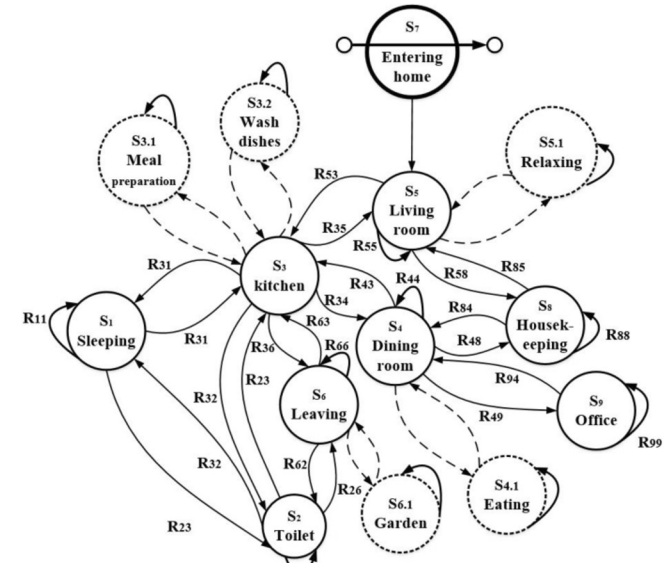 S7
Entering
home
S3.2
Wash
dishes
S3.1
Meal
preparation
S5.1
Relaxing
R53
S5
Living
room
R35
R55
R31
S3
kitchen
R43
R44
R58
R85
R34
R84
S8
Housek-
eeping
R88
R11
S1
Sleeping
R31
R63
R36
R66
S4
Dining
room
R48
R23
R94
R32
S6
Leaving
R49
S9
Office
R99
R32
R62
R26
S6.1
Garden
S4.1
Eating
R23
S2
Toilet